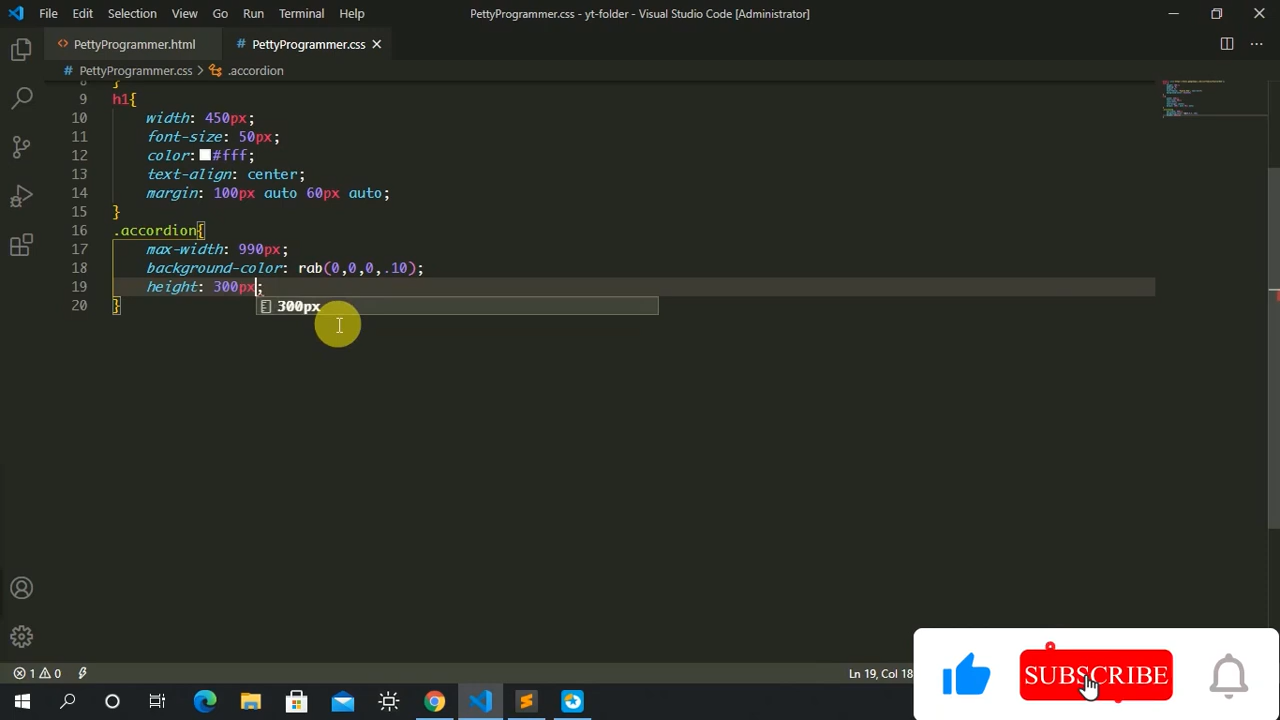 File Edit Selection View Go Run Terminal Help PettyProgrammer.css - yt-folder - Visual Studio Code [Administrator]
PettyProgrammer.html # PettyProgrammer.css
# PettyProgrammer.css > .accordion
9 h1{
10 width: 450px;
11 font-size: 50px;
12 color: #fff;
13 text-align: center;
14 margin: 100px auto 60px auto;
15 }
16 .accordion{
17 max-width: 990px;
18 background-color: rab(0,0,0,.10);
19 height: 300px;
300px
20 }
1 0 Ln 19, Col 18
SUBSCRIBE